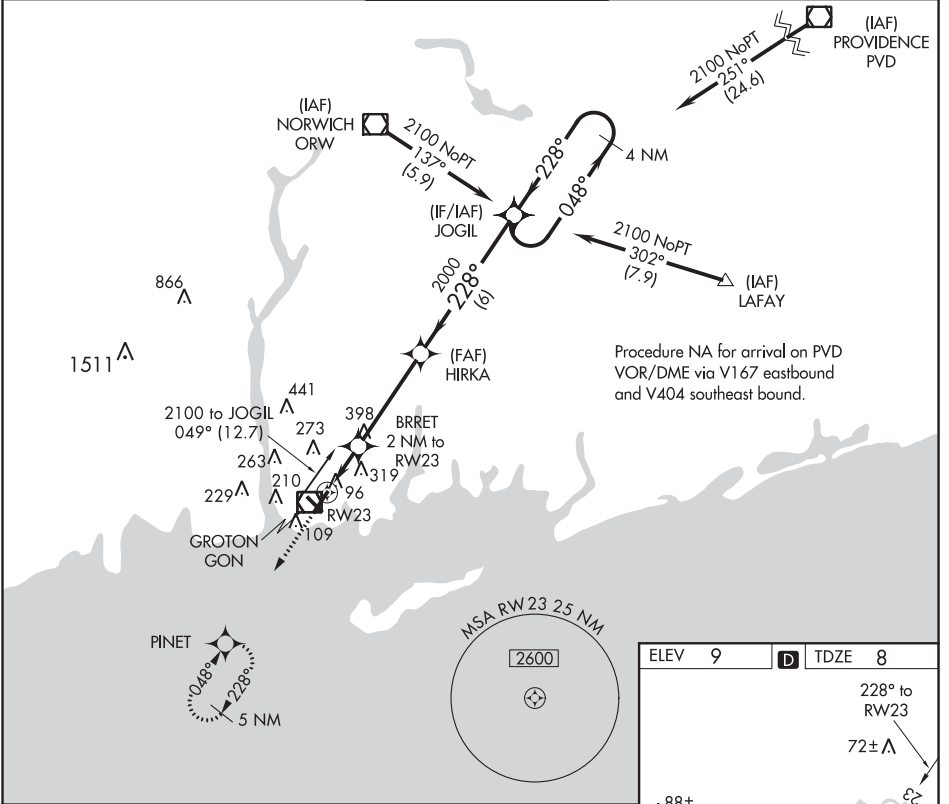 (IAF)
PROVIDENCE
PVD
2100 NoPT
251°
(24.6)
(IAF)
NORWICH
ORW
2100 NoPT
137°
(5.9)
228°
048°
4 NM
(IF/IAF)
JOGIL
2100 NoPT
302°
(7.9)
(IAF)
LAFAY
2000
228°
(6)
866
1511
(FAF)
HIRKA
Procedure NA for arrival on PVD
VOR/DME via V167 eastbound
and V404 southeast bound.
441
2100 to JOGIL
049° (12.7)
273
398
BRRET
2 NM to
RW23
263
319
229
210
96
RW23
109
GROTON
GON
PINET
048°
228°
5 NM
MSA RW23 25 NM
2600
ELEV 9
D
TDZE 8
228° to
RW23
72±
23
88±